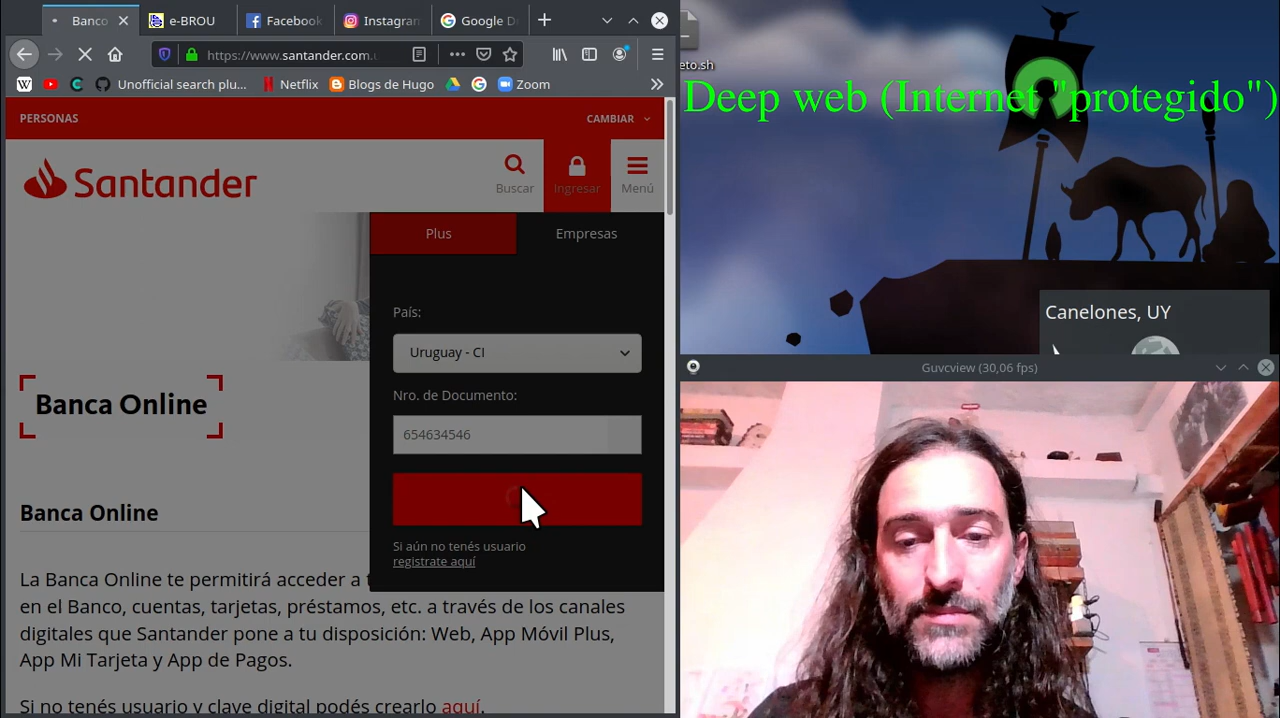 Banco
e-BROU
Facebook
Instagram
Google D
https://www.santander.com.u
Unofficial search plu...
Netflix
Blogs de Hugo
Zoom
PERSONAS
CAMBIAR
Santander
Buscar
Ingresar
Menú
Plus
Empresas
País:
Uruguay - CI
Nro. de Documento:
654634546
Si aún no tenés usuario
registrate aquí
Banca Online
Banca Online
La Banca Online te permitirá acceder a t
en el Banco, cuentas, tarjetas, préstamos, etc. a través de los canales
digitales que Santander pone a tu disposición: Web, App Móvil Plus,
App Mi Tarjeta y App de Pagos.
Si no tenés usuario y clave digital podés crearlo aquí.
eto.sh
Deep web (Internet "protegido")
Canelones, UY
Guvcview (30,06 fps)